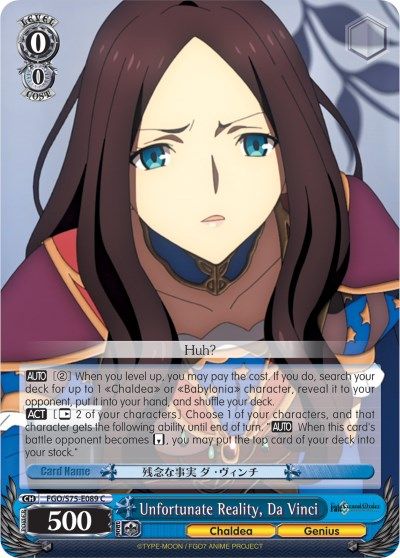 LEVEL
0
0
COST
Huh?
AUTO [②] When you level up, you may pay the cost. If you do, search your
deck for up to 1 «Chaldea» or «Babylonia» character, reveal it to your
opponent, put it into your hand, and shuffle your deck.
ACT [ 2 of your characters] Choose 1 of your characters, and that
character gets the following ability until end of turn. "AUTO When this card's
battle opponent becomes , you may put the top card of your deck into
your stock."
Card Name 残念な事実 ダ・ヴィンチ
CH FGO/S75-E089 C
500
Unfortunate Reality, Da Vinci
Chaldea Genius
©TYPE-MOON / FGO7 ANIME PROJECT